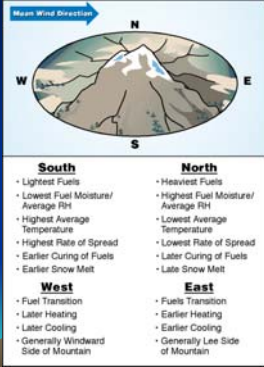 Mean Wind Direction
N
W
E
S
South
• Lightest Fuels
• Lowest Fuel Moisture/
Average RH
• Highest Average
Temperature
• Highest Rate of Spread
• Earlier Curing of Fuels
• Earlier Snow Melt
North
• Heaviest Fuels
• Highest Fuel Moisture/
Average RH
• Lowest Average
Temperature
• Lowest Rate of Spread
• Later Curing of Fuels
• Late Snow Melt
West
• Fuel Transition
• Later Heating
• Later Cooling
• Generally Windward
Side of Mountain
East
• Fuels Transition
• Earlier Heating
• Earlier Cooling
• Generally Lee Side
of Mountain